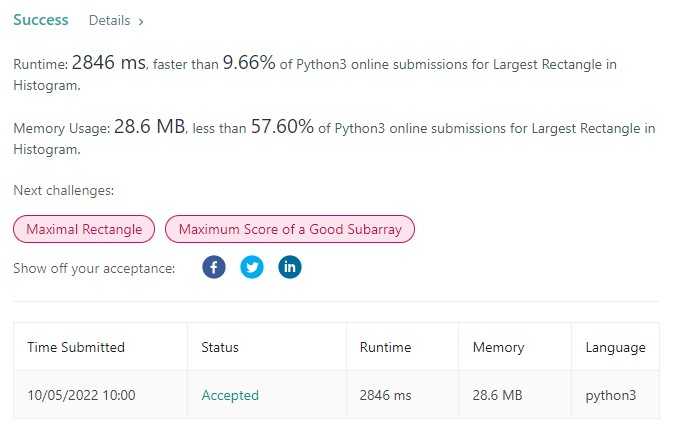 Success Details ›
Runtime: 2846 ms, faster than 9.66% of Python3 online submissions for Largest Rectangle in
Histogram.
Memory Usage: 28.6 MB, less than 57.60% of Python3 online submissions for Largest Rectangle in
Histogram.
Next challenges:
Maximal Rectangle Maximum Score of a Good Subarray
Show off your acceptance: f in
Time Submitted Status Runtime Memory Language
10/05/2022 10:00 Accepted 2846 ms 28.6 MB python3